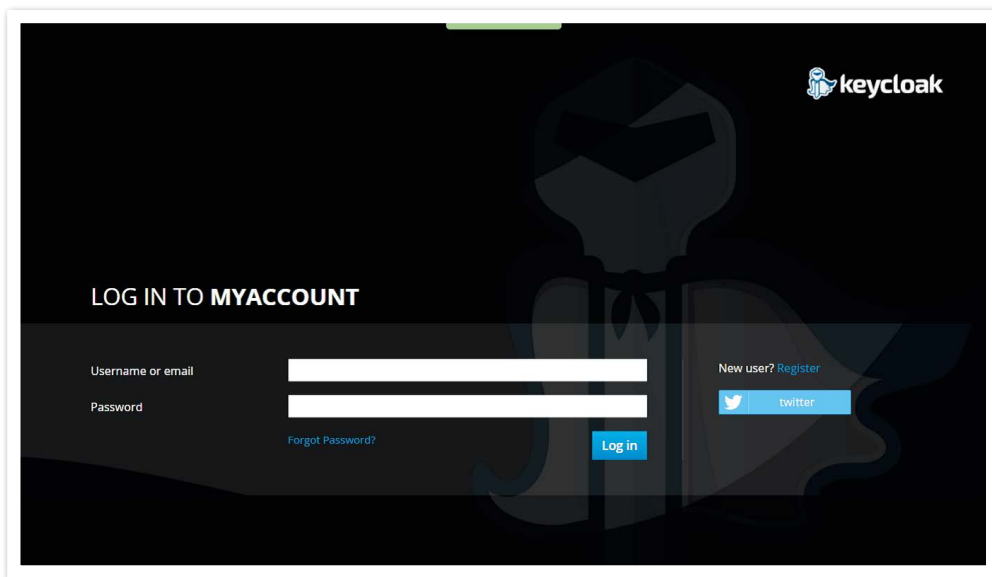 keycloak
LOG IN TO MYACCOUNT
Username or email
Password
Forgot Password?
Log in
New user? Register
twitter